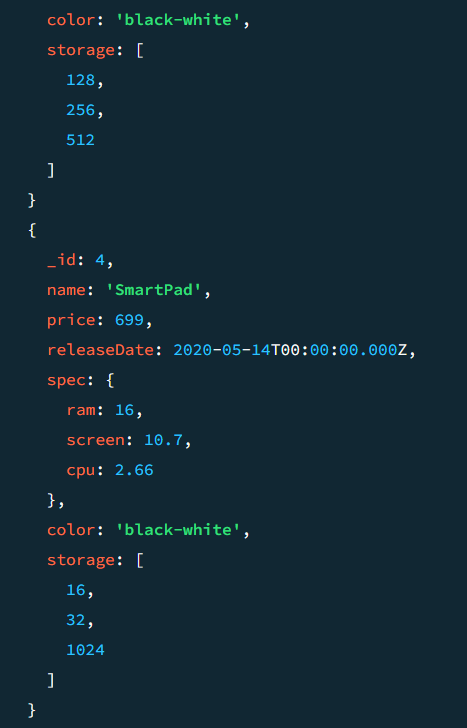 color: 'black-white',
storage: [
128,
256,
512
]
}
{
_id: 4,
name: 'SmartPad',
price: 699,
releaseDate: 2020-05-14T00:00:00.000Z,
spec: {
ram: 16,
screen: 10.7,
cpu: 2.66
},
color: 'black-white',
storage: [
16,
32,
1024
]
}